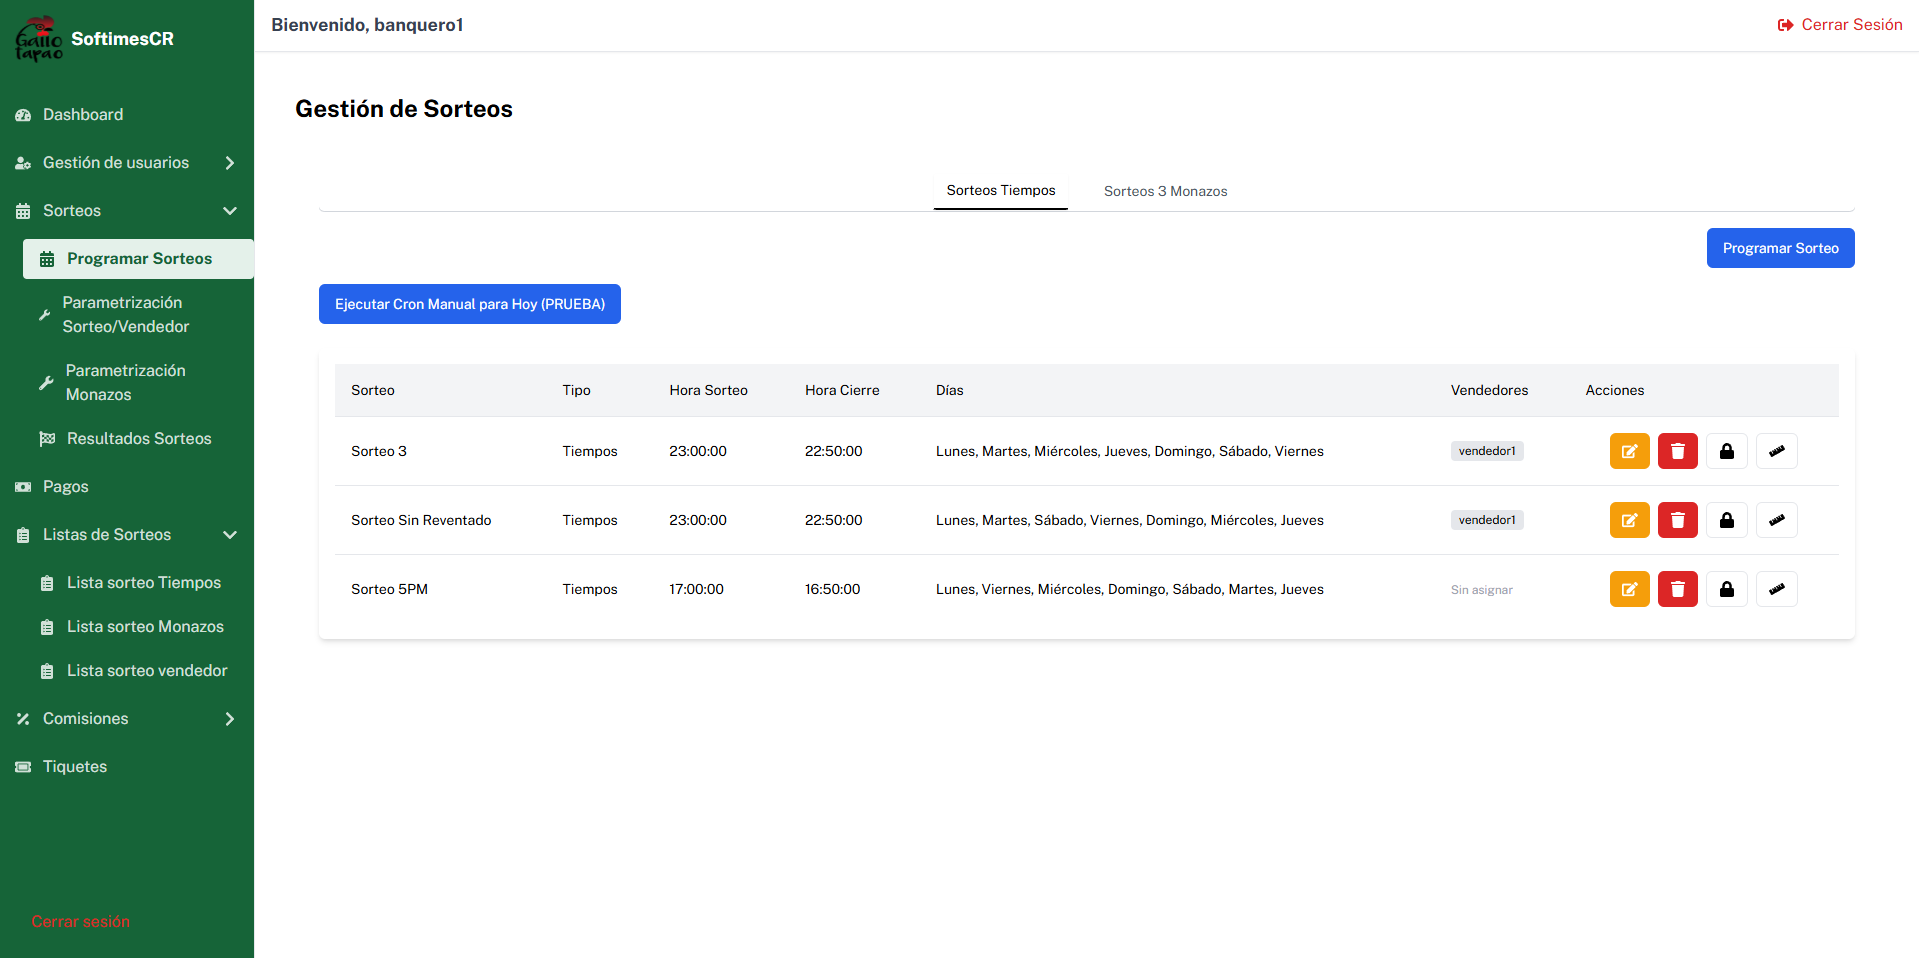 Gallo
tapao
SoftimesCR
Bienvenido, banquero1
Cerrar Sesión
Dashboard
Gestión de usuarios
Sorteos
Programar Sorteos
Parametrización
Sorteo/Vendedor
Parametrización
Monazos
Resultados Sorteos
Pagos
Listas de Sorteos
Lista sorteo Tiempos
Lista sorteo Monazos
Lista sorteo vendedor
Comisiones
Tiquetes
Cerrar sesión
Gestión de Sorteos
Sorteos Tiempos Sorteos 3 Monazos
Programar Sorteo
Ejecutar Cron Manual para Hoy (PRUEBA)
Sorteo Tipo Hora Sorteo Hora Cierre Días Vendedores Acciones
Sorteo 3 Tiempos 23:00:00 22:50:00 Lunes, Martes, Miércoles, Jueves, Domingo, Sábado, Viernes vendedor1
Sorteo Sin Reventado Tiempos 23:00:00 22:50:00 Lunes, Martes, Sábado, Viernes, Domingo, Miércoles, Jueves vendedor1
Sorteo 5PM Tiempos 17:00:00 16:50:00 Lunes, Viernes, Miércoles, Domingo, Sábado, Martes, Jueves Sin asignar